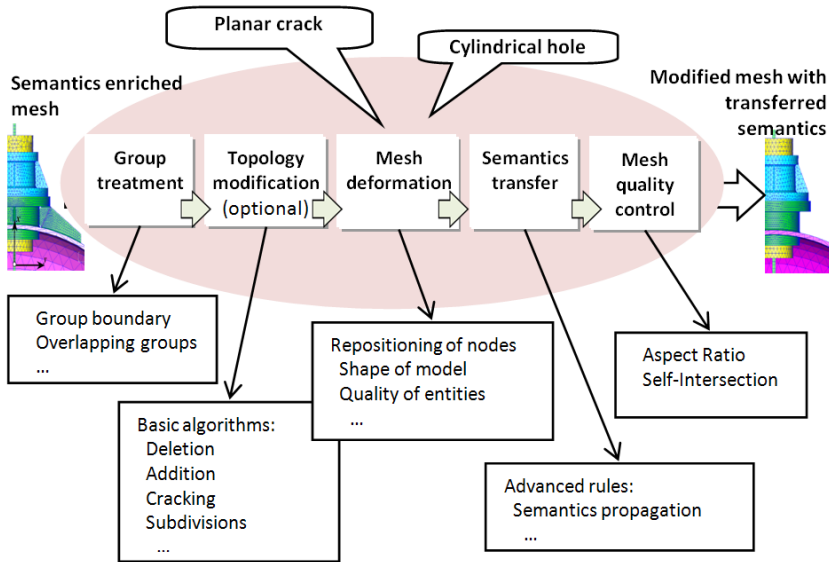 Planar crack
Cylindrical hole
Semantics enriched
mesh
Modified mesh with
transferred
semantics
Group
treatment
Topology
modification
(optional)
Mesh
deformation
Semantics
transfer
Mesh
quality
control
Group boundary
Overlapping groups
...
Basic algorithms:
Deletion
Addition
Cracking
Subdivisions
...
Repositioning of nodes
Shape of model
Quality of entities
...
Advanced rules:
Semantics propagation
...
Aspect Ratio
Self-Intersection